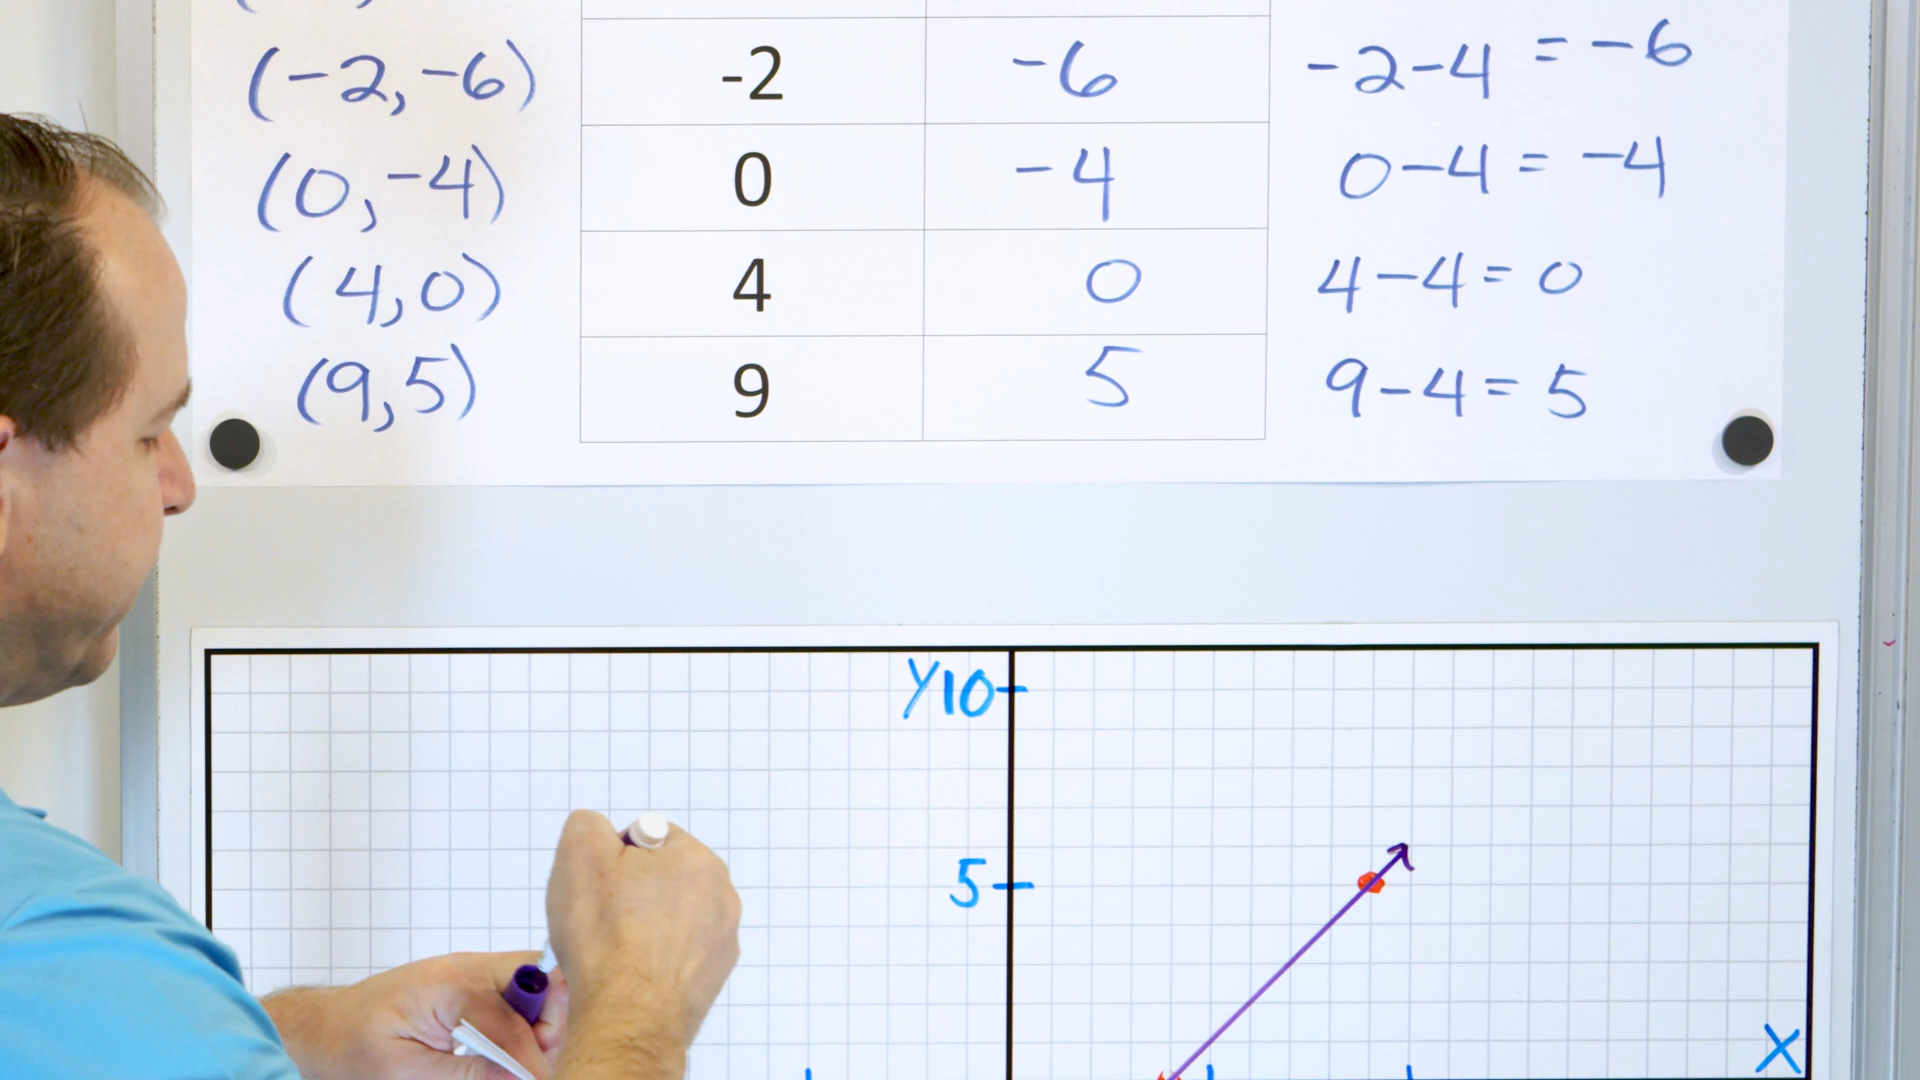 (-2, -6) -2 -6 -2-4 = -6
(0, -4) 0 -4 0-4 = -4
(4, 0) 4 0 4-4 = 0
(9, 5) 9 5 9-4 = 5
Y 10
5
X